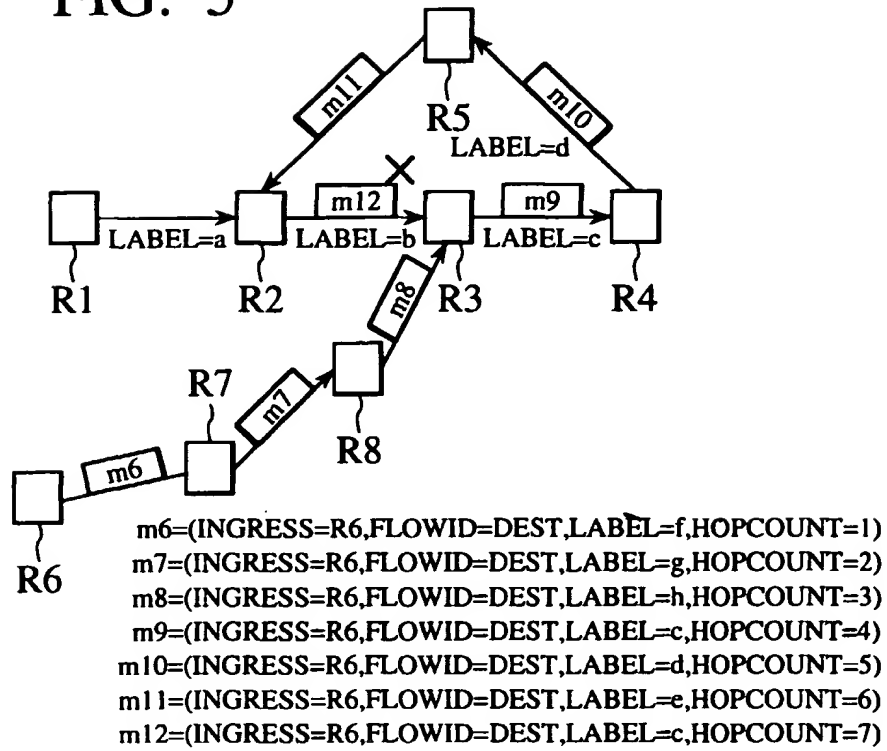 FIG. 5
R5
m11
m10
LABEL=d
m12
m9
LABEL=a
LABEL=b
LABEL=c
R1
R2
R3
R4
m8
R7
m7
R8
m6
R6
m6=(INGRESS=R6,FLOWID=DEST,LABEL=f,HOPCOUNT=1)
m7=(INGRESS=R6,FLOWID=DEST,LABEL=g,HOPCOUNT=2)
m8=(INGRESS=R6,FLOWID=DEST,LABEL=h,HOPCOUNT=3)
m9=(INGRESS=R6,FLOWID=DEST,LABEL=c,HOPCOUNT=4)
m10=(INGRESS=R6,FLOWID=DEST,LABEL=d,HOPCOUNT=5)
m11=(INGRESS=R6,FLOWID=DEST,LABEL=e,HOPCOUNT=6)
m12=(INGRESS=R6,FLOWID=DEST,LABEL=c,HOPCOUNT=7)